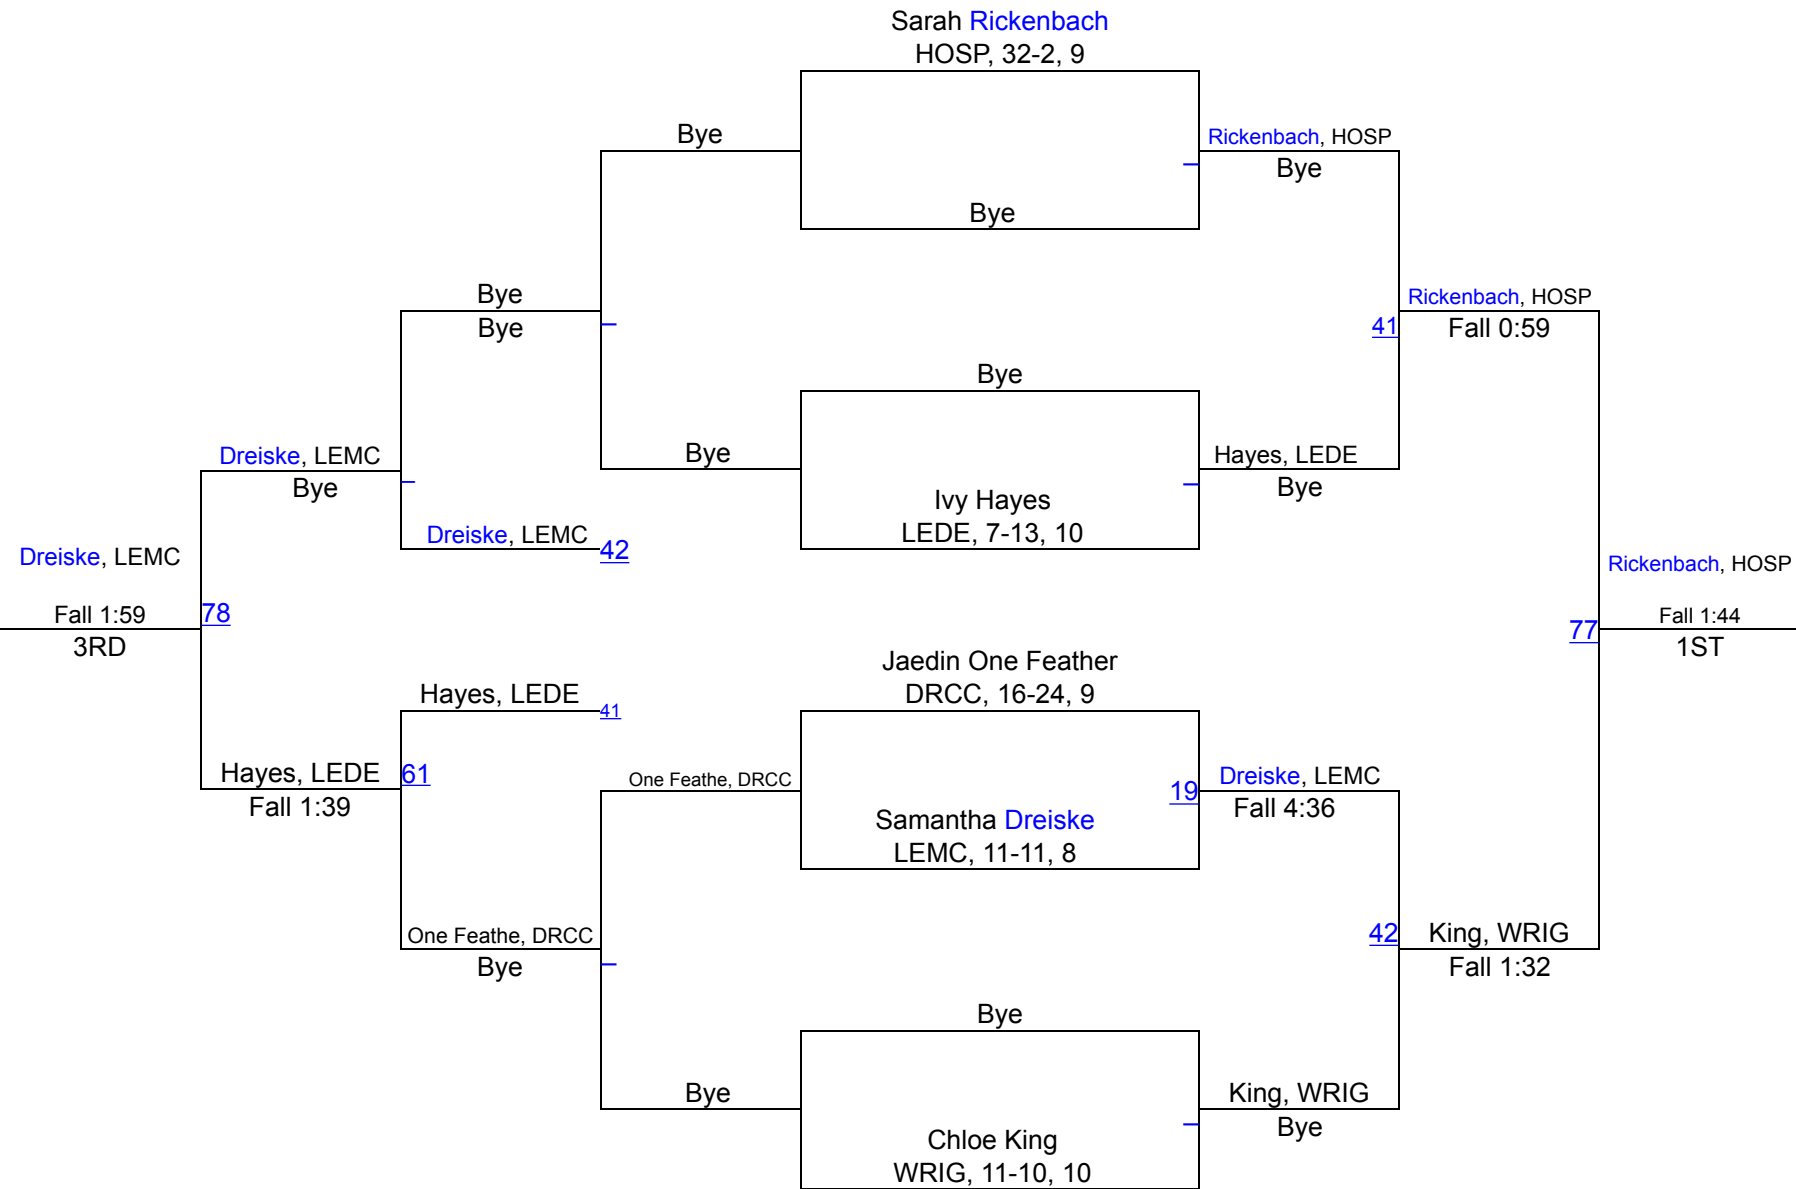 Sarah Rickenbach
HOSP, 32-2, 9
Bye
Rickenbach, HOSP
Bye
Bye
Bye
Bye
Rickenbach, HOSP
41
Fall 0:59
Bye
Dreiske, LEMC
Bye
Bye
Hayes, LEDE
Bye
Ivy Hayes
LEDE, 7-13, 10
Dreiske, LEMC
42
Dreiske, LEMC
Fall 1:59
3RD
78
Rickenbach, HOSP
77
Fall 1:44
1ST
Jaedin One Feather
DRCC, 16-24, 9
Hayes, LEDE
41
Hayes, LEDE
61
Fall 1:39
One Feathe, DRCC
19
Dreiske, LEMC
Fall 4:36
Samantha Dreiske
LEMC, 11-11, 8
One Feathe, DRCC
Bye
42
King, WRIG
Fall 1:32
Bye
Bye
King, WRIG
Bye
Chloe King
WRIG, 11-10, 10